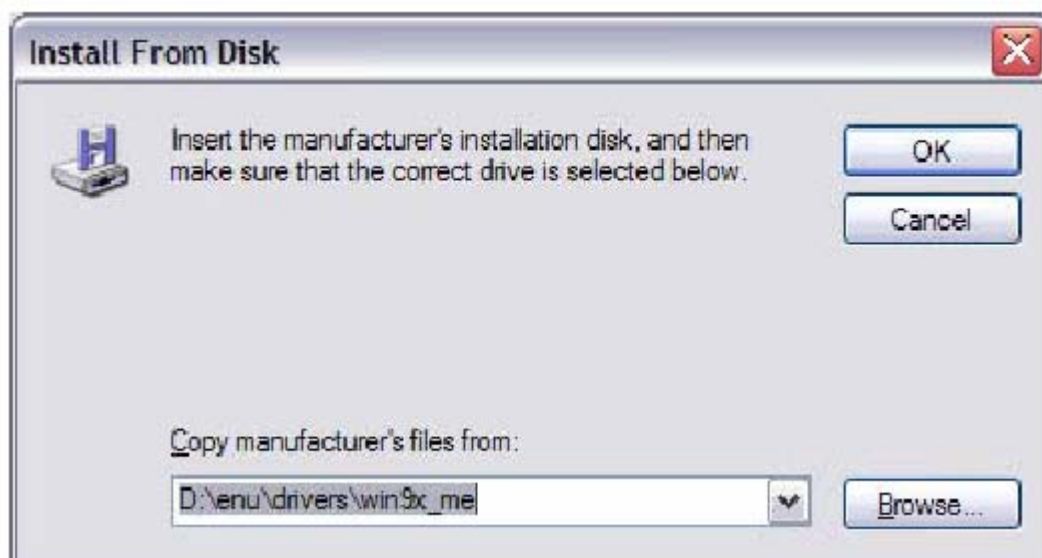 Install From Disk
Insert the manufacturer's installation disk, and then
make sure that the correct drive is selected below.
OK
Cancel
Copy manufacturer's files from:
D:\enu\drivers\win9x_me
Browse...